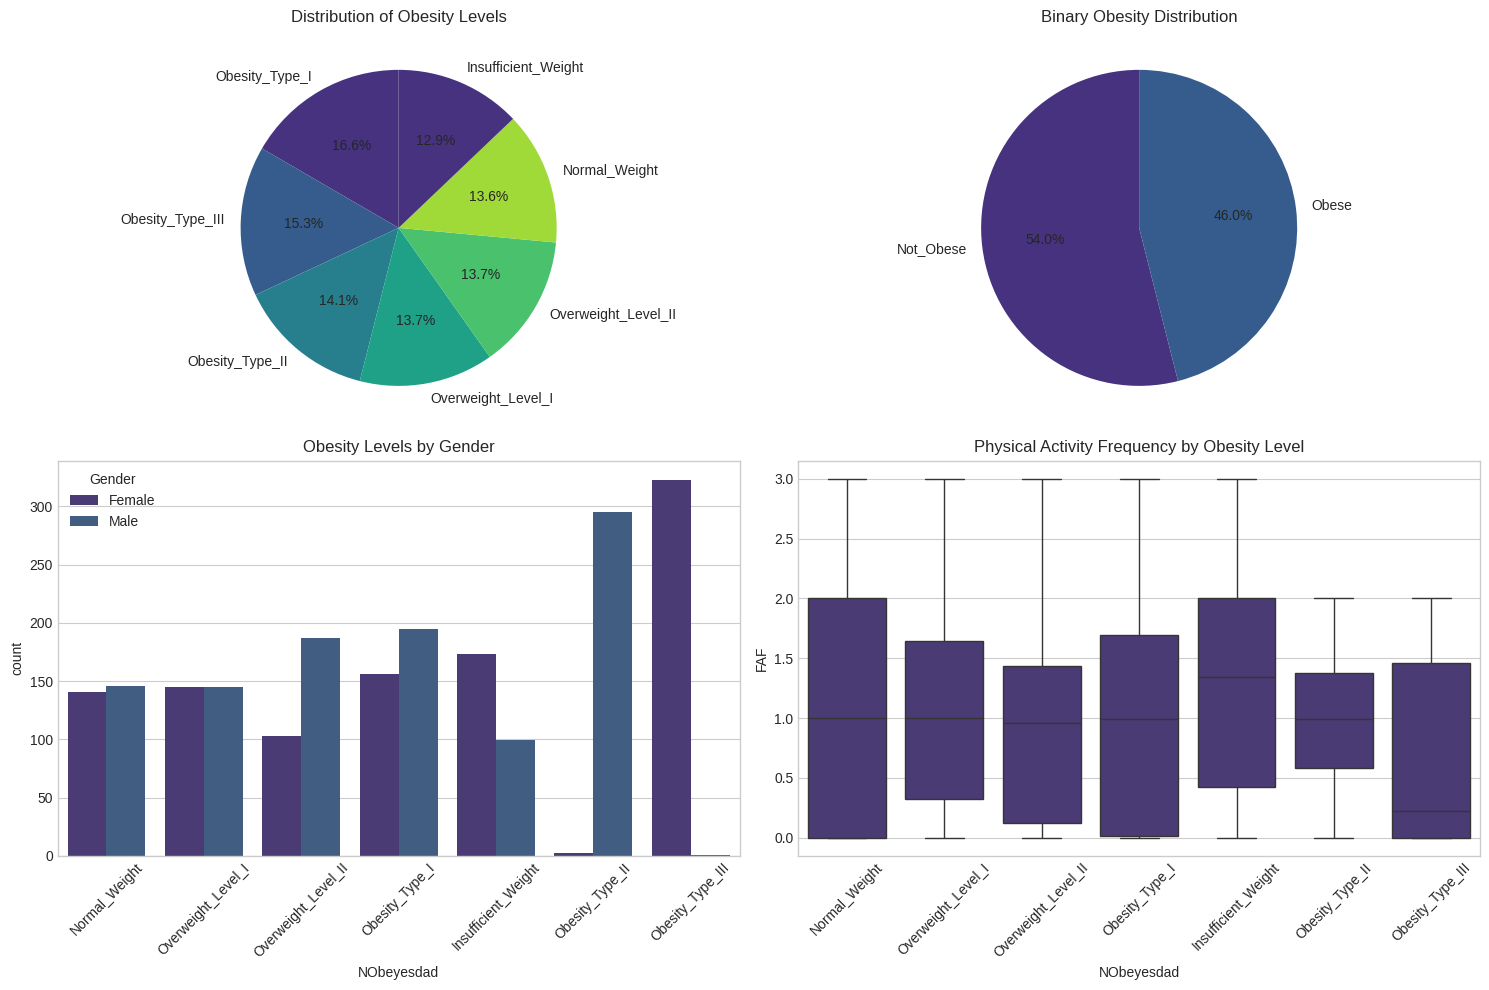 Distribution of Obesity Levels
Obesity_Type_I
Insufficient_Weight
16.6%
12.9%
Normal_Weight
13.6%
Obesity_Type_III
15.3%
13.7%
Overweight_Level_II
14.1%
13.7%
Obesity_Type_II
Overweight_Level_I
Binary Obesity Distribution
Obese
46.0%
54.0%
Not_Obese
Obesity Levels by Gender
Gender
Female
Male
count
300
250
200
150
100
50
0
Normal_Weight
Overweight_Level_I
Overweight_Level_II
Obesity_Type_I
Insufficient_Weight
Obesity_Type_II
Obesity_Type_III
NObeyesdad
Physical Activity Frequency by Obesity Level
FAF
3.0
2.5
2.0
1.5
1.0
0.5
0.0
Normal_Weight
Overweight_Level_I
Overweight_Level_II
Obesity_Type_I
Insufficient_Weight
Obesity_Type_II
Obesity_Type_III
NObeyesdad